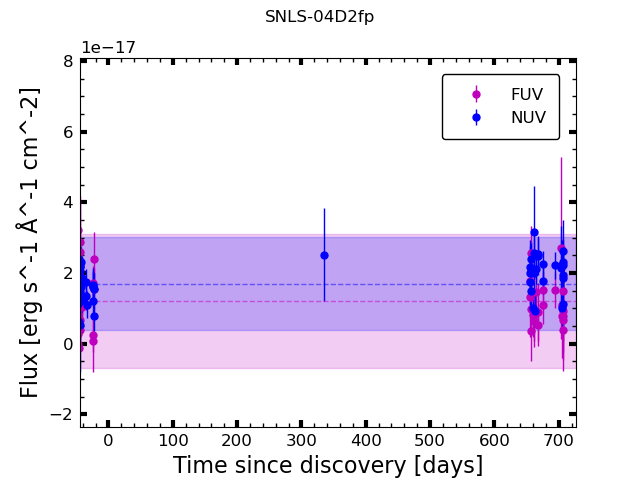 SNLS-04D2fp
1e−17
8
6
4
2
0
−2
Flux [erg s^-1 Å^-1 cm^-2]
FUV
NUV
0 100 200 300 400 500 600 700
Time since discovery [days]